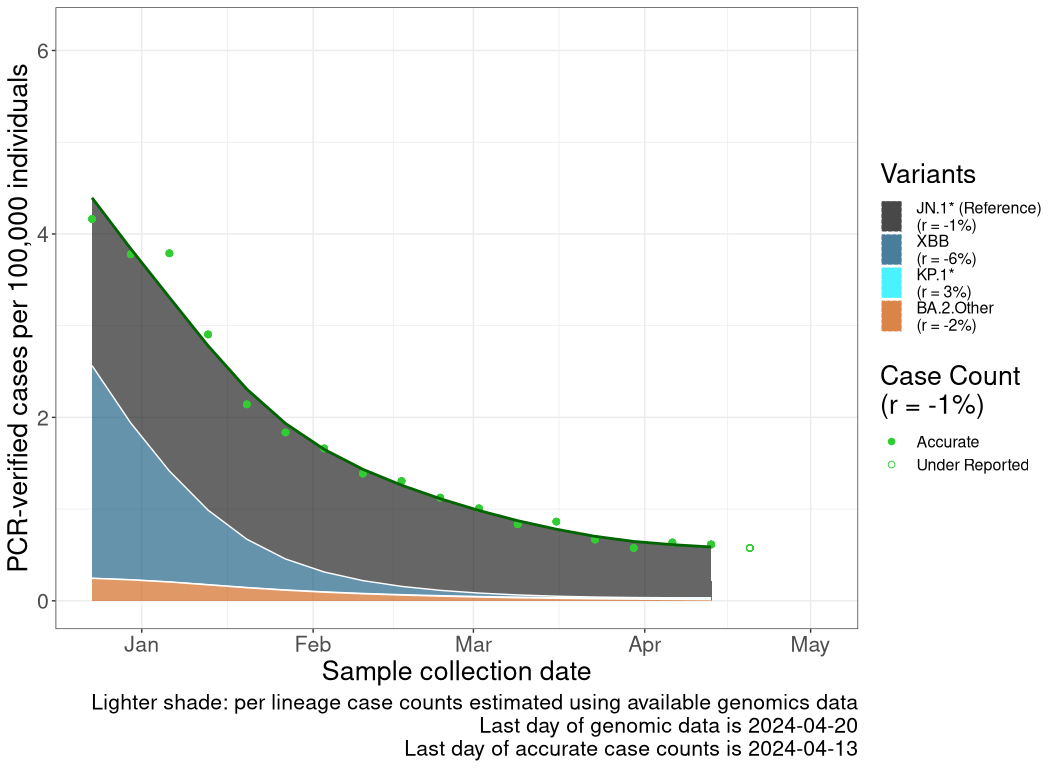 PCR-verified cases per 100,000 individuals
6
4
2
0
Jan
Feb
Mar
Apr
May
Sample collection date
Lighter shade: per lineage case counts estimated using available genomics data
Last day of genomic data is 2024-04-20
Last day of accurate case counts is 2024-04-13
Variants
JN.1* (Reference)
(r = -1%)
XBB
(r = -6%)
KP.1*
(r = 3%)
BA.2.Other
(r = -2%)
Case Count
(r = -1%)
Accurate
Under Reported